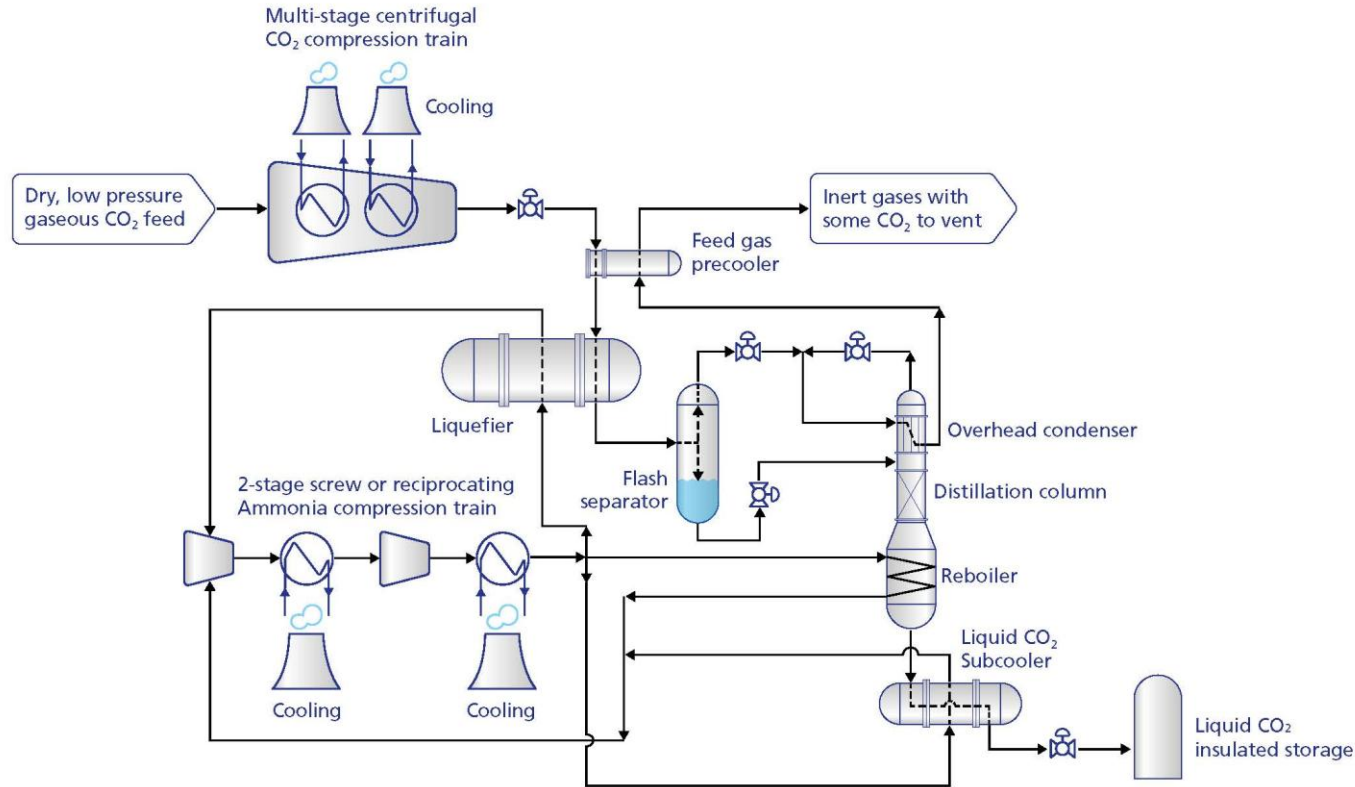 Multi-stage centrifugal
CO₂ compression train
Cooling
Dry, low pressure
gaseous CO₂ feed
Inert gases with
some CO₂ to vent
Feed gas
precooler
Liquefier
Flash
separator
Overhead condenser
Distillation column
2-stage screw or reciprocating
Ammonia compression train
Reboiler
Liquid CO₂
Subcooler
Cooling
Cooling
Liquid CO₂
insulated storage